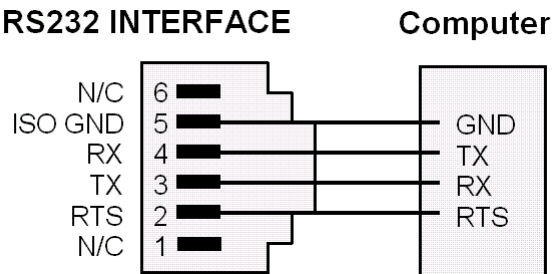 RS232 INTERFACE Computer
N/C 6
ISO GND 5 GND
RX 4 TX
TX 3 RX
RTS 2 RTS
N/C 1